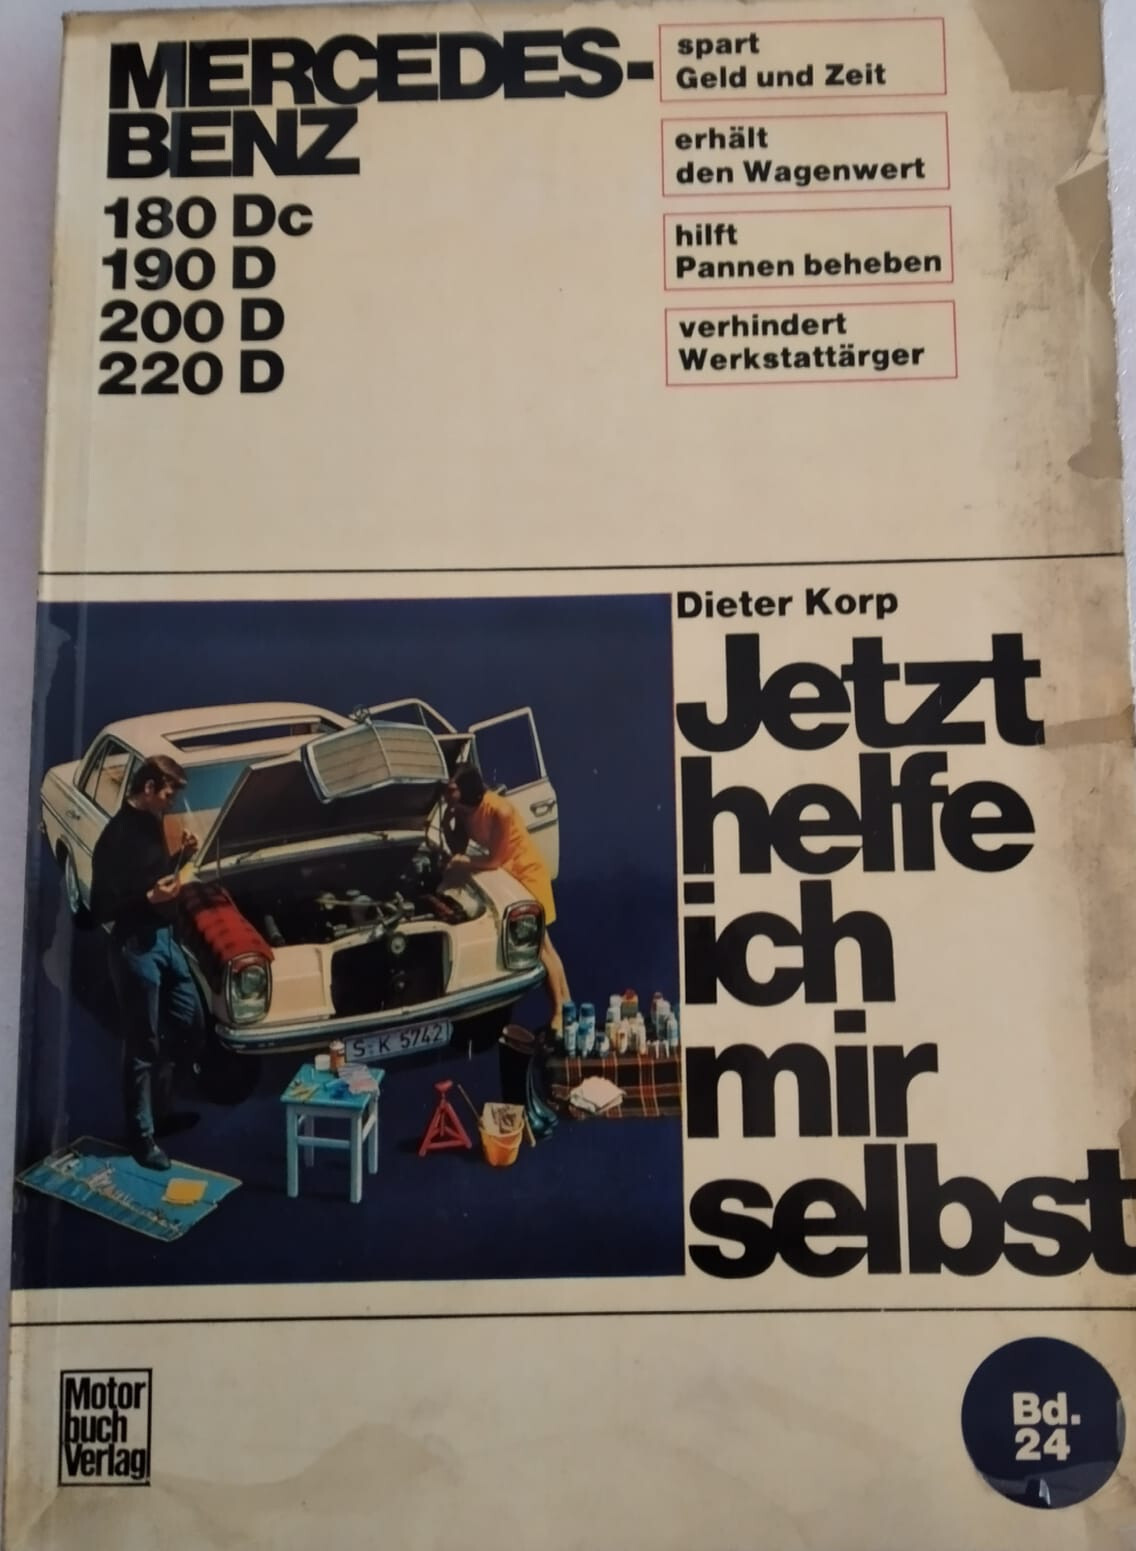 MERCEDES-
BENZ
180 Dc
190 D
200 D
220 D
spart
Geld und Zeit
erhält
den Wagenwert
hilft
Pannen beheben
verhindert
Werkstattärger
Dieter Korp
Jetzt
helfe
ich
mir
selbst
S-K 5742
Motor
buch
Verlag
Bd.
24